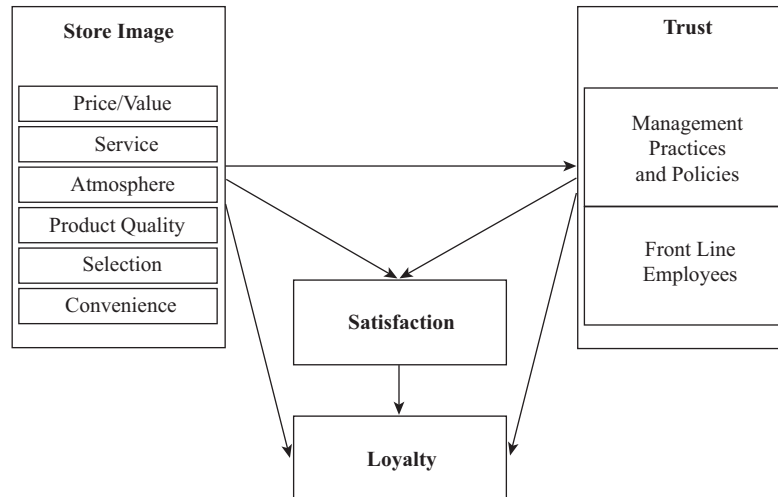 Store Image
Price/Value
Service
Atmosphere
Product Quality
Selection
Convenience
Trust
Management
Practices
and Policies
Front Line
Employees
Satisfaction
Loyalty